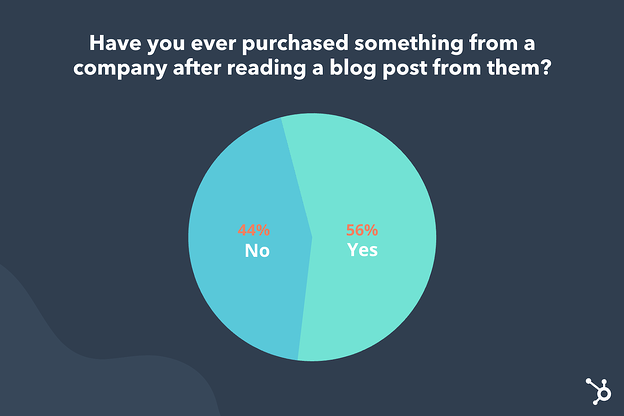 Have you ever purchased something from a
company after reading a blog post from them?
44%
No
56%
Yes